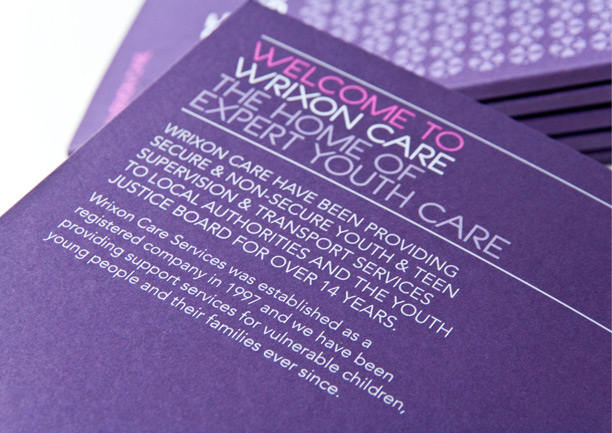 WELCOME TO
WRIXON CARE
THE HOME OF
EXPERT YOUTH CARE
WRIXON CARE HAVE BEEN PROVIDING
SECURE & NON-SECURE YOUTH & TEEN
SUPERVISION & TRANSPORT SERVICES
TO LOCAL AUTHORITIES AND THE YOUTH
JUSTICE BOARD FOR OVER 14 YEARS.
Wrixon Care Services was established as a
registered company in 1997 and we have been
providing support services for vulnerable children,
young people and their families ever since.